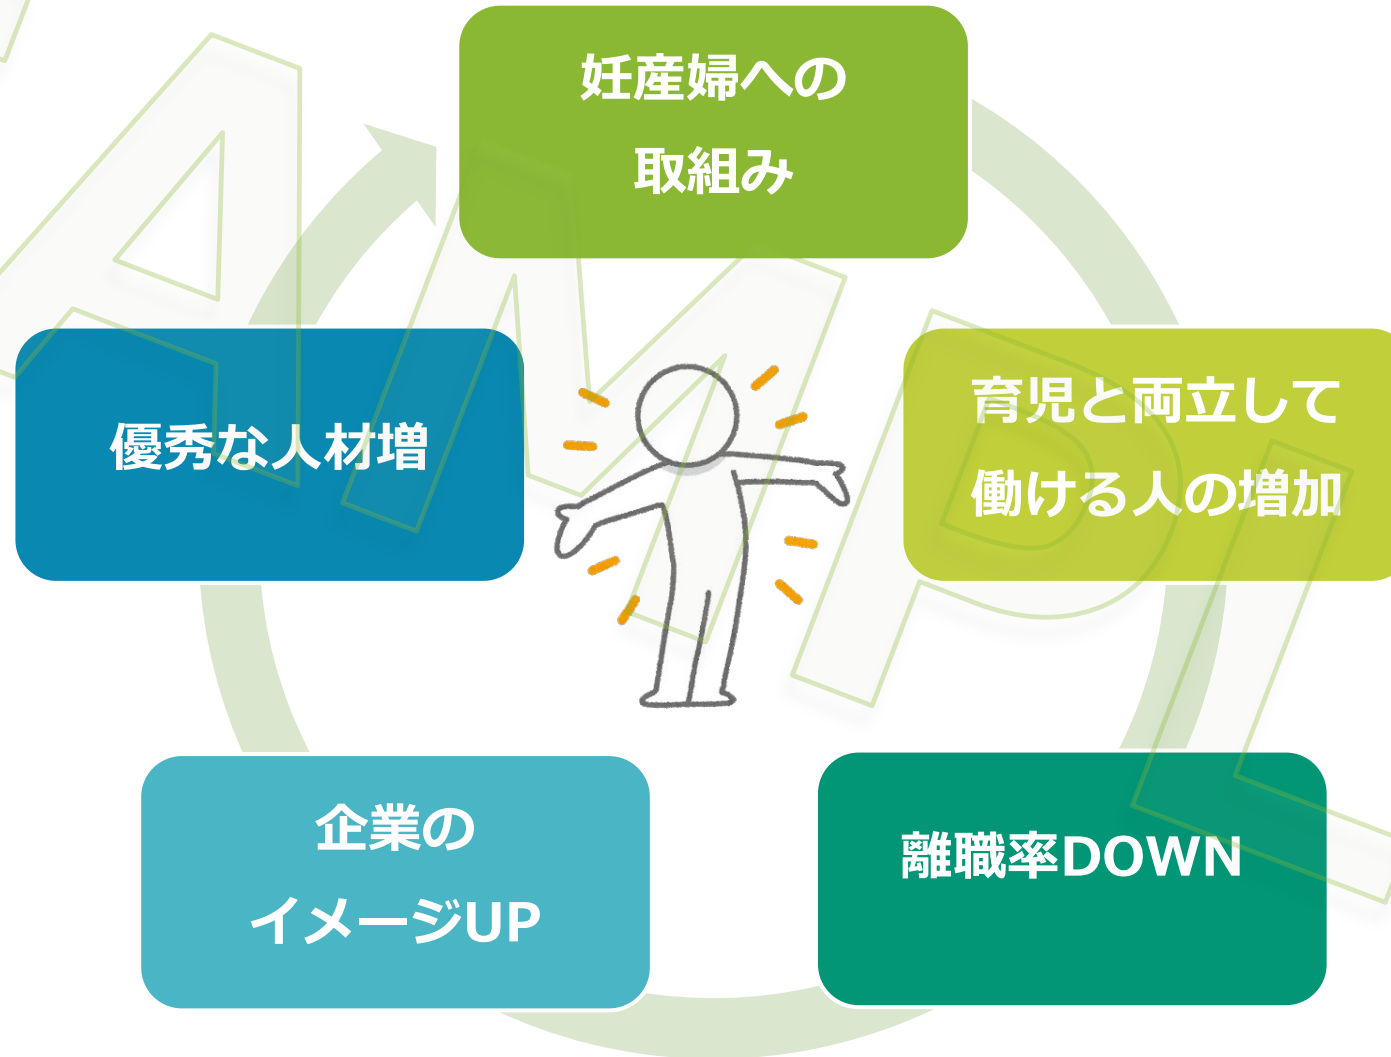 妊産婦への
取組み
育児と両立して
働ける人の増加
離職率DOWN
企業の
イメージUP
優秀な人材増
AMPL